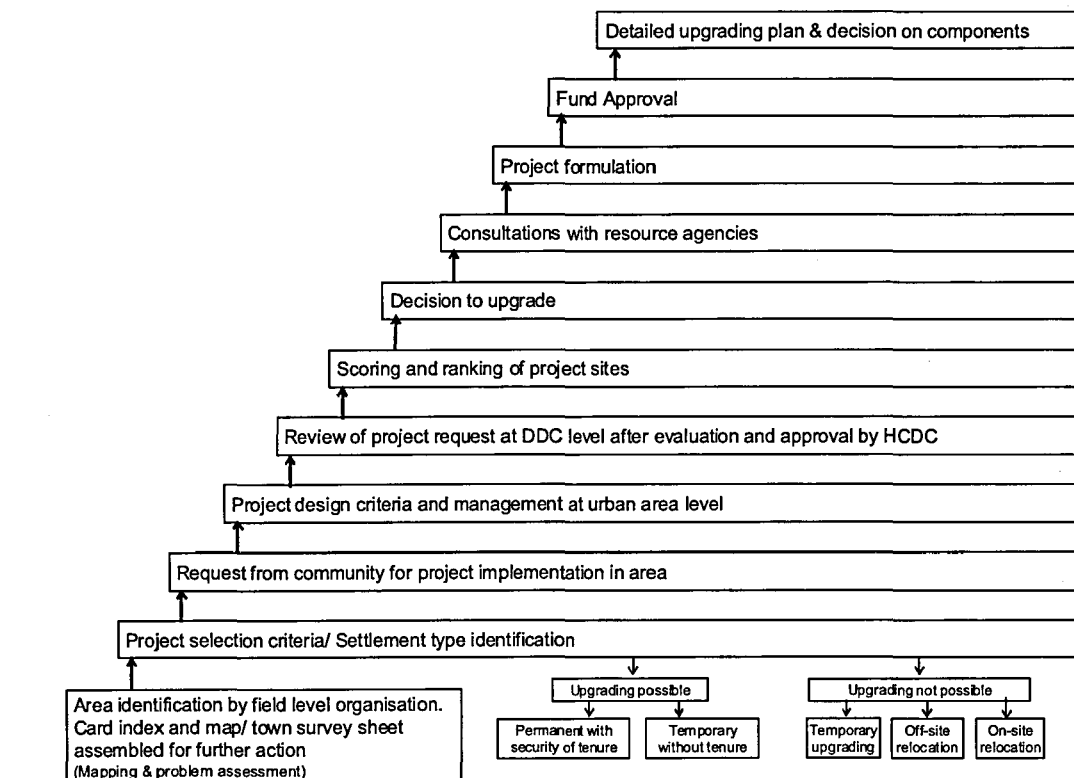 Detailed upgrading plan & decision on components
Fund Approval
Project formulation
Consultations with resource agencies
Decision to upgrade
Scoring and ranking of project sites
Review of project request at DDC level after evaluation and approval by HCDC
Project design criteria and management at urban area level
Request from community for project implementation in area
Project selection criteria/ Settlement type identification
Area identification by field level organisation.
Card index and map/ town survey sheet
assembled for further action
(Mapping & problem assessment)
Upgrading possible
Permanent with
security of tenure
Temporary
without tenure
Upgrading not possible
Temporary
upgrading
Off-site
relocation
On-site
relocation